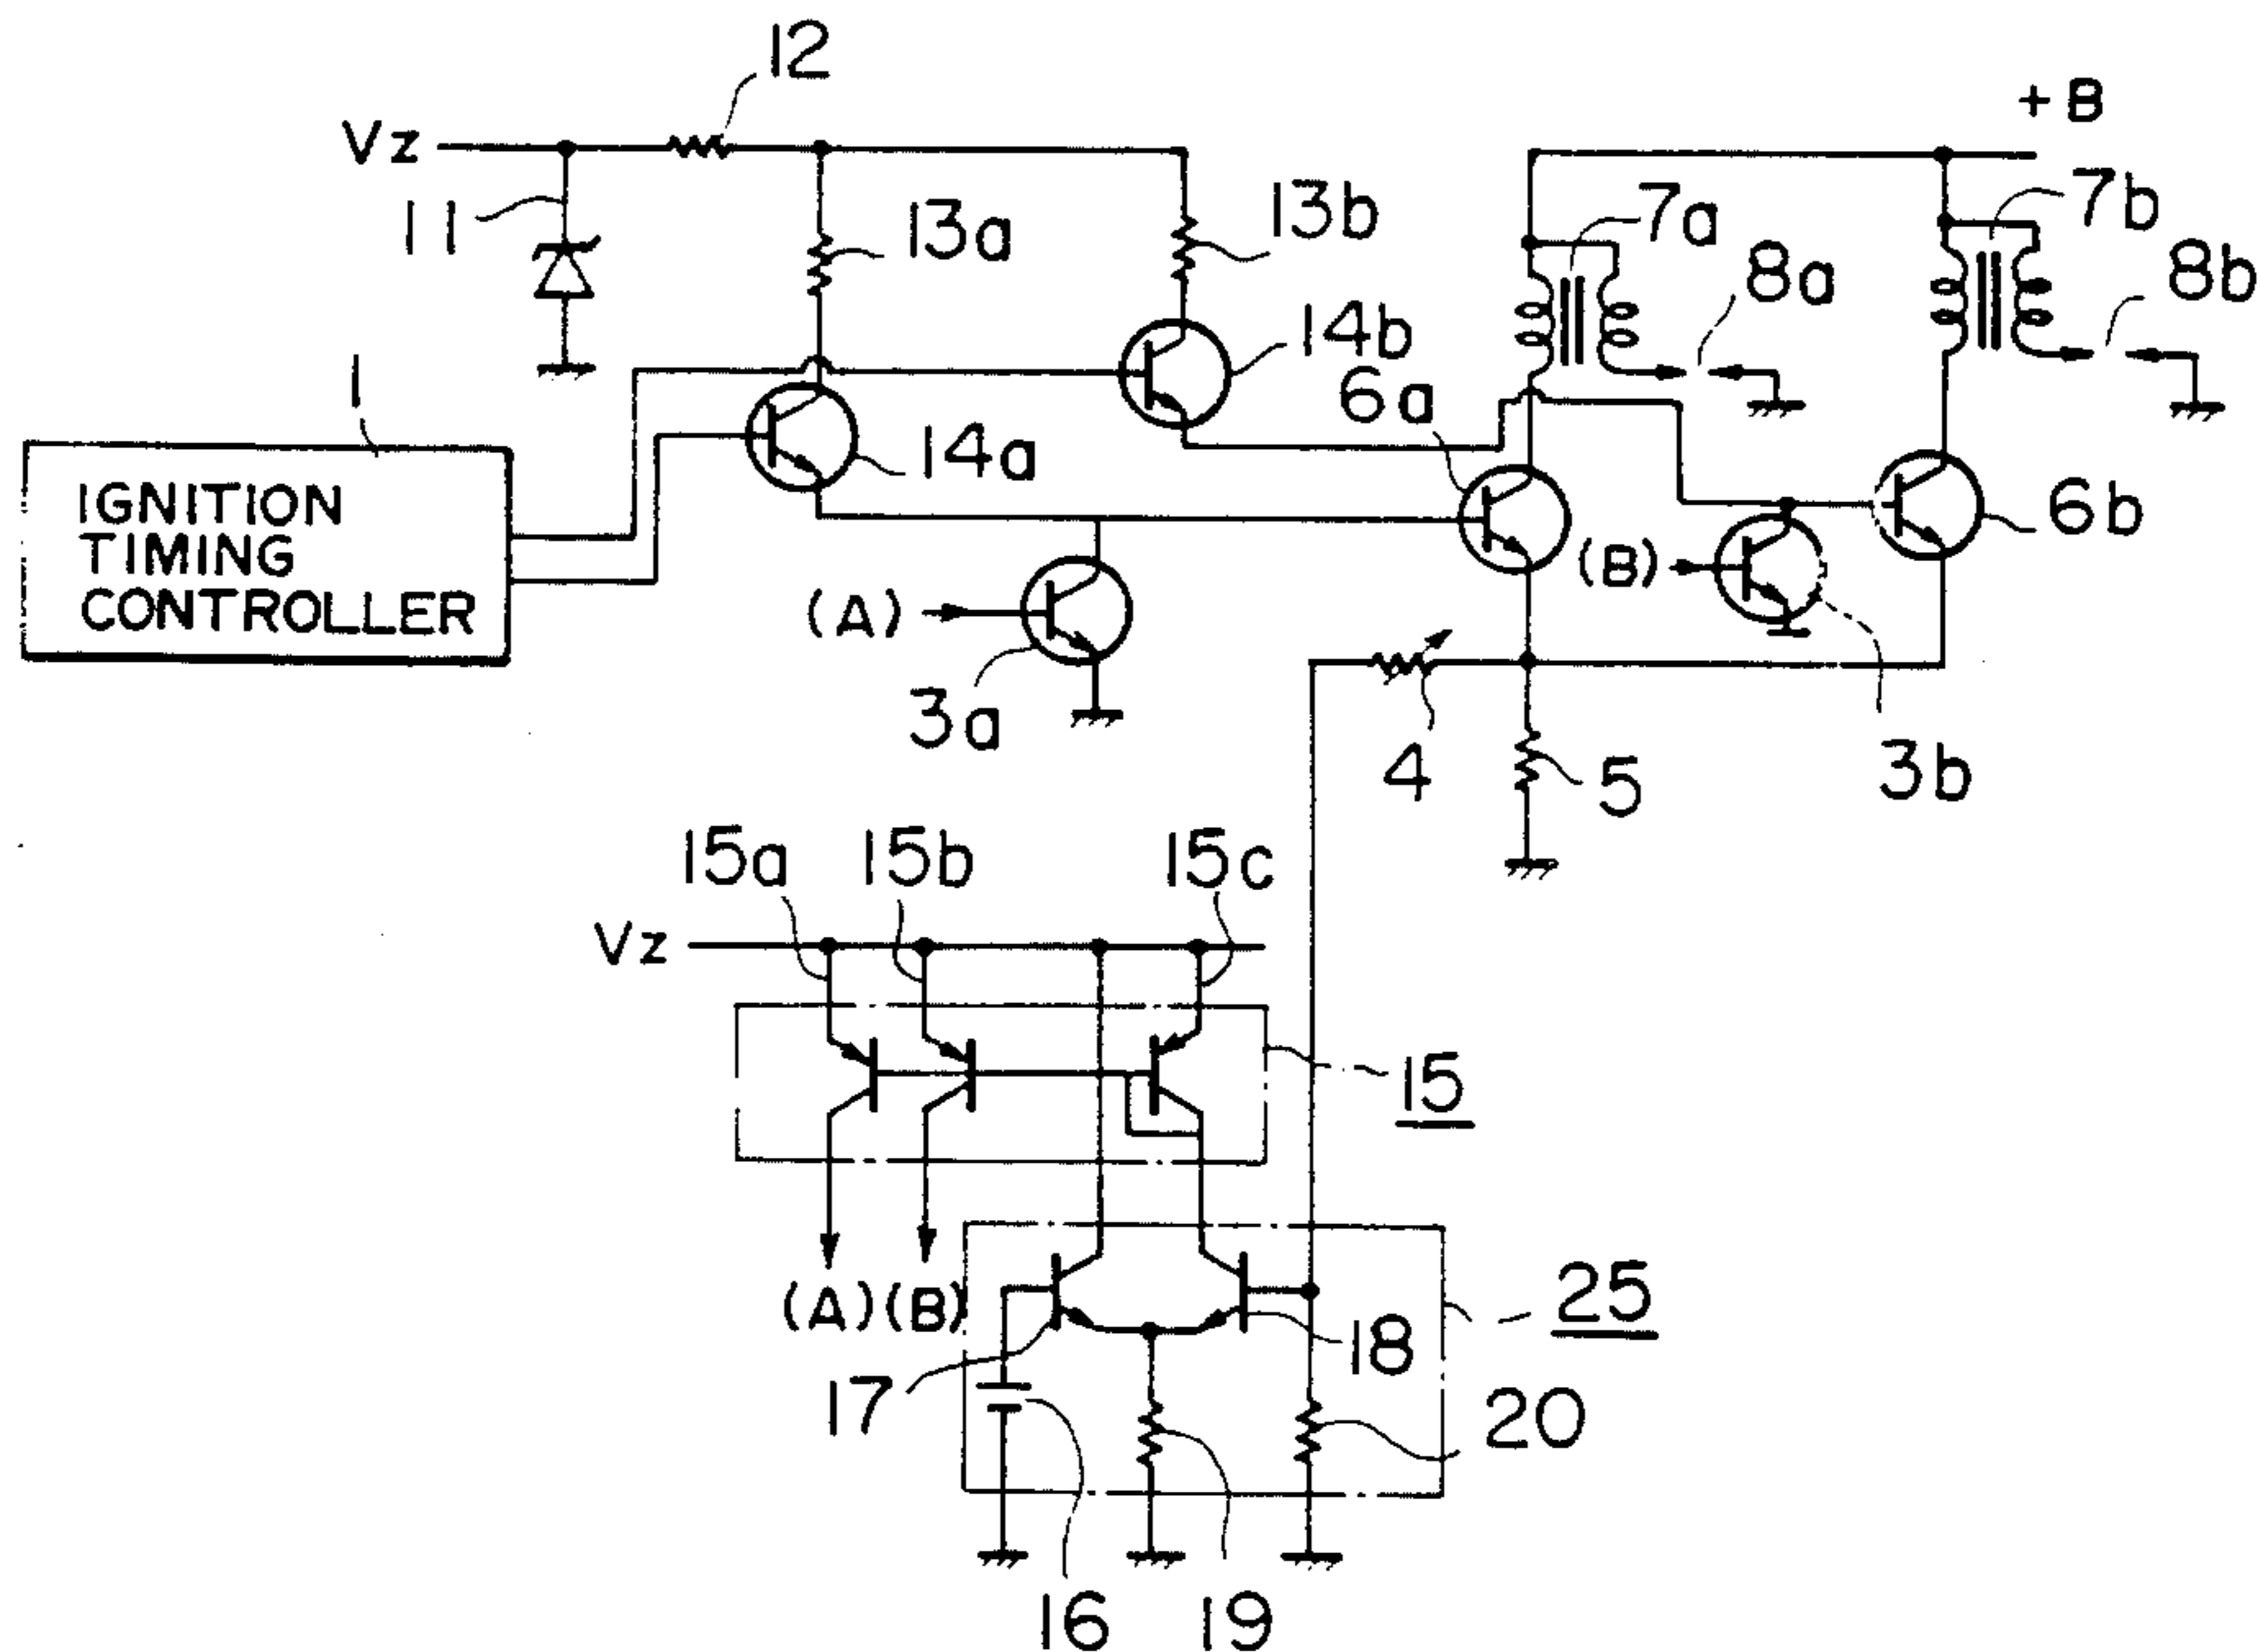 12
+B
Vz
11
13a
13b
7a
7b
8a
8b
14b
6a
1
14a
6b
IGNITION
TIMING
CONTROLLER
(A)
(B)
3a
4
5
3b
15a
15b
15c
Vz
15
(A)(B)
25
17
18
20
16
19